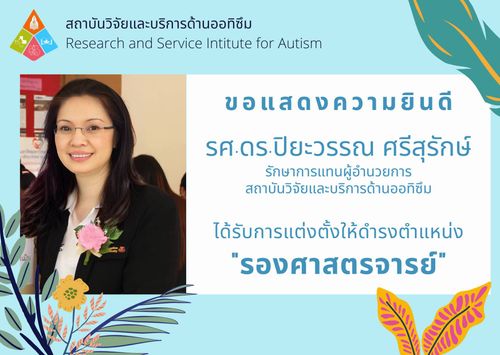 สถาบันวิจัยและบริการด้านออทิซึม
Research and Service Intitute for Autism
ขอแสดงความยินดี
รศ.ดร.ปิยะวรรณ ศรีสุรักษ์
รักษาการแทนผู้อำนวยการ
สถาบันวิจัยและบริการด้านออทิซึม
ได้รับการแต่งตั้งให้ดำรงตำแหน่ง
"รองศาสตรจารย์"